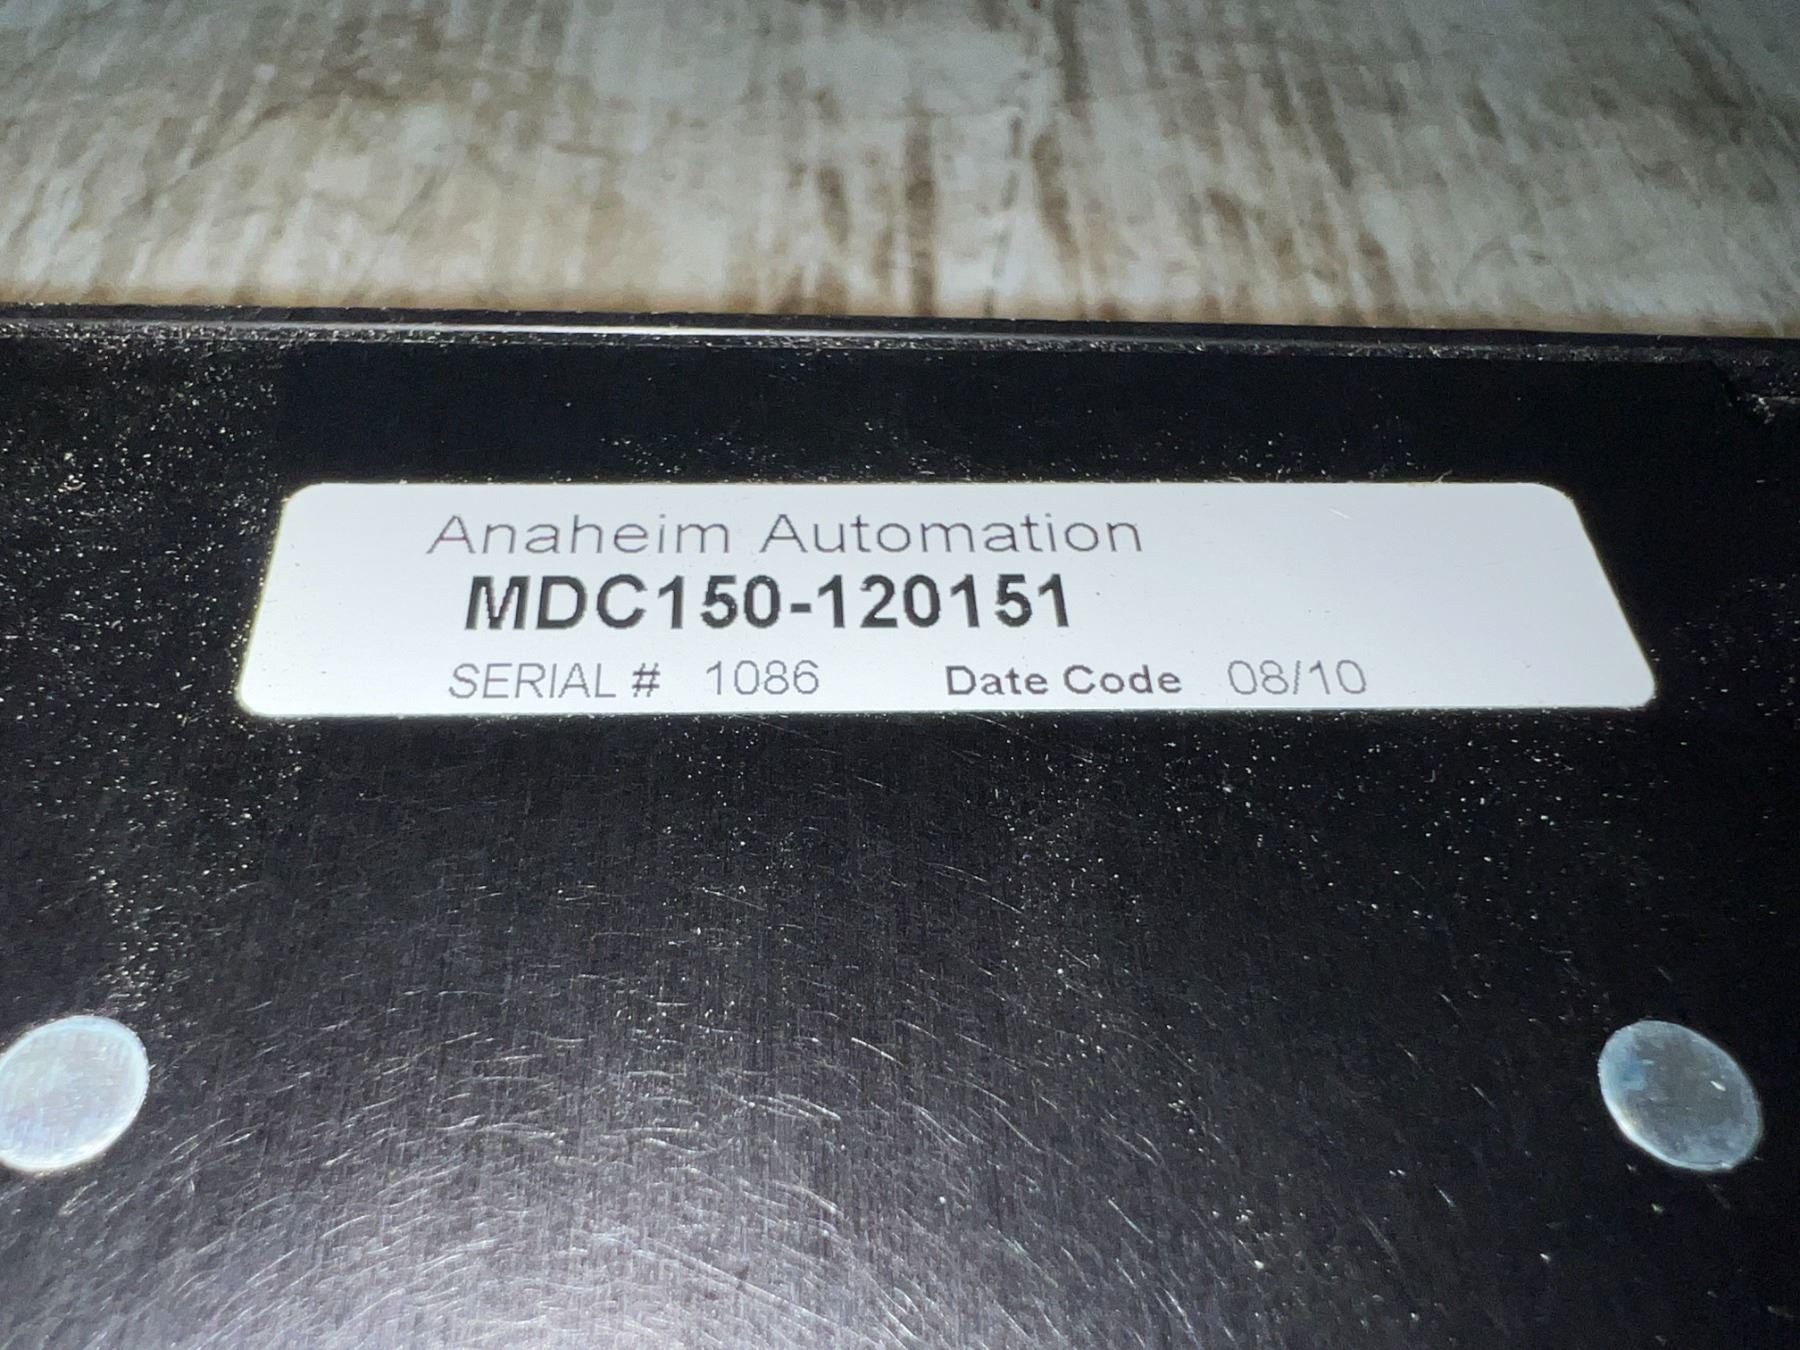 Anaheim Automation
MDC150-120151
SERIAL # 1086 Date Code 08/10